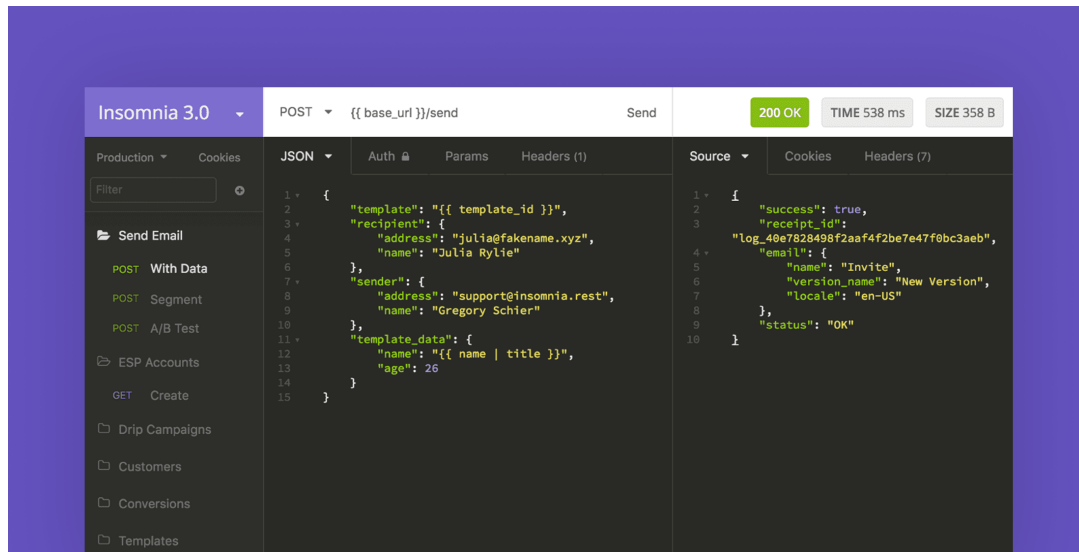 Insomnia 3.0
POST {{ base_url }}/send Send
200 OK TIME 538 ms SIZE 358 B
Production Cookies
Filter
Send Email
POST With Data
POST Segment
POST A/B Test
ESP Accounts
GET Create
Drip Campaigns
Customers
Conversions
Templates
JSON Auth Params Headers (1)
1 {
2 "template": "{{ template_id }}",
3 "recipient": {
4 "address": "julia@fakename.xyz",
5 "name": "Julia Rylie"
6 },
7 "sender": {
8 "address": "support@insomnia.rest",
9 "name": "Gregory Schier"
10 },
11 "template_data": {
12 "name": "{{ name | title }}",
13 "age": 26
14 }
15 }
Source Cookies Headers (7)
1 {
2 "success": true,
3 "receipt_id":
"log_40e7828498f2aaf4f2be7e47f0bc3aeb",
4 "email": {
5 "name": "Invite",
6 "version_name": "New Version",
7 "locale": "en-US"
8 },
9 "status": "OK"
10 }